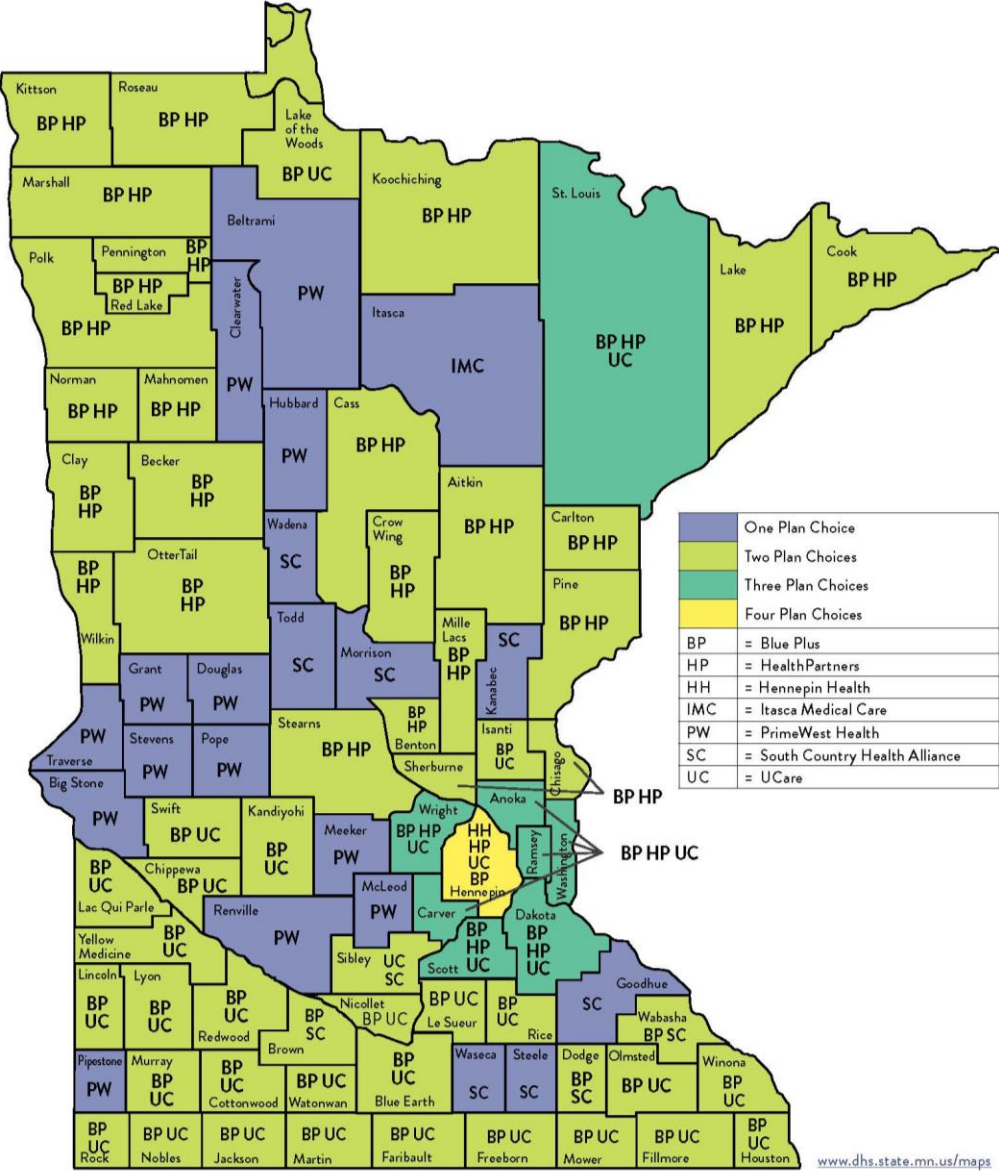 Kittson
BP HP
Roseau
BP HP
Lake
of the
Woods
BP UC
Marshall
BP HP
Beltrami
PW
Koochiching
BP HP
St. Louis
BP HP
UC
Lake
BP HP
Cook
BP HP
Polk
BP HP
Pennington
BP
HP
BP HP
Red Lake
Clearwater
PW
Itasca
IMC
Norman
BP HP
Mahnomen
BP HP
Hubbard
PW
Cass
BP HP
Clay
BP
HP
Becker
BP
HP
Aitkin
BP HP
Wadena
SC
Crow
Wing
BP
HP
Carlton
BP HP
BP
HP
Wilkin
OtterTail
BP
HP
Pine
BP HP
Todd
SC
Morrison
SC
Mille
Lacs
BP
HP
SC
Kanabec
Grant
PW
Douglas
PW
PW
Traverse
Stevens
PW
Pope
PW
Stearns
BP HP
BP
HP
Benton
Isanti
BP
UC
Chisago
Sherburne
BP HP
Big Stone
PW
Swift
BP UC
Kandiyohi
BP
UC
Meeker
PW
Wright
BP HP
UC
Anoka
HH
HP
UC
BP
Hennepin
Ramsey
Washington
BP HP UC
BP
UC
Lac Qui Parle
Chippewa
BP UC
Renville
PW
McLeod
PW
Carver
Dakota
BP
HP
UC
BP
HP
UC
Scott
Yellow
Medicine
BP
UC
Sibley
UC
SC
Goodhue
SC
Lincoln
BP
UC
Lyon
BP
UC
BP
UC
Redwood
BP
SC
Brown
Nicollet
BP UC
BP UC
Le Sueur
BP
UC
Rice
Wabasha
BP SC
Pipestone
PW
Murray
BP
UC
BP
UC
Cottonwood
BP UC
Watonwan
BP
UC
Blue Earth
Waseca
SC
Steele
SC
Dodge
BP
SC
Olmsted
BP UC
Winona
BP
UC
BP
UC
Rock
BP UC
Nobles
BP UC
Jackson
BP UC
Martin
BP UC
Faribault
BP UC
Freeborn
BP UC
Mower
BP UC
Fillmore
BP
UC
Houston
One Plan Choice
Two Plan Choices
Three Plan Choices
Four Plan Choices
BP = Blue Plus
HP = HealthPartners
HH = Hennepin Health
IMC = Itasca Medical Care
PW = PrimeWest Health
SC = South Country Health Alliance
UC = UCare
www.dhs.state.mn.us/maps